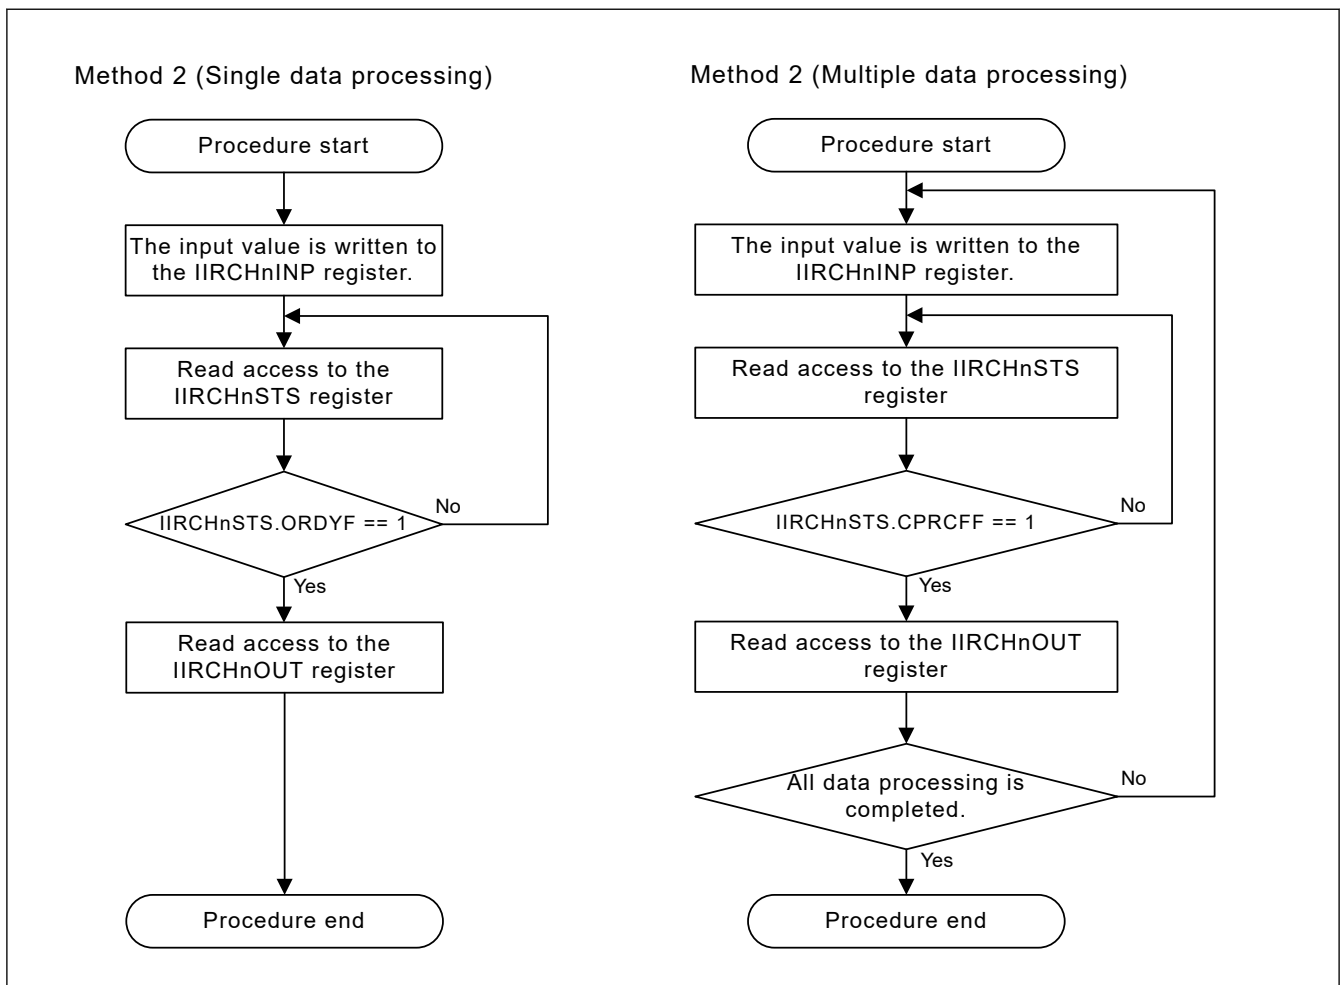 Method 2 (Single data processing)
Procedure start
The input value is written to
the IIRCHnINP register.
Read access to the
IIRCHnSTS register
IIRCHnSTS.ORDYF == 1
No
Yes
Read access to the
IIRCHnOUT register
Procedure end
Method 2 (Multiple data processing)
Procedure start
The input value is written to the
IIRCHnINP register.
Read access to the IIRCHnSTS
register
IIRCHnSTS.CPRCFF == 1
No
Yes
Read access to the IIRCHnOUT
register
All data processing is
completed.
No
Yes
Procedure end